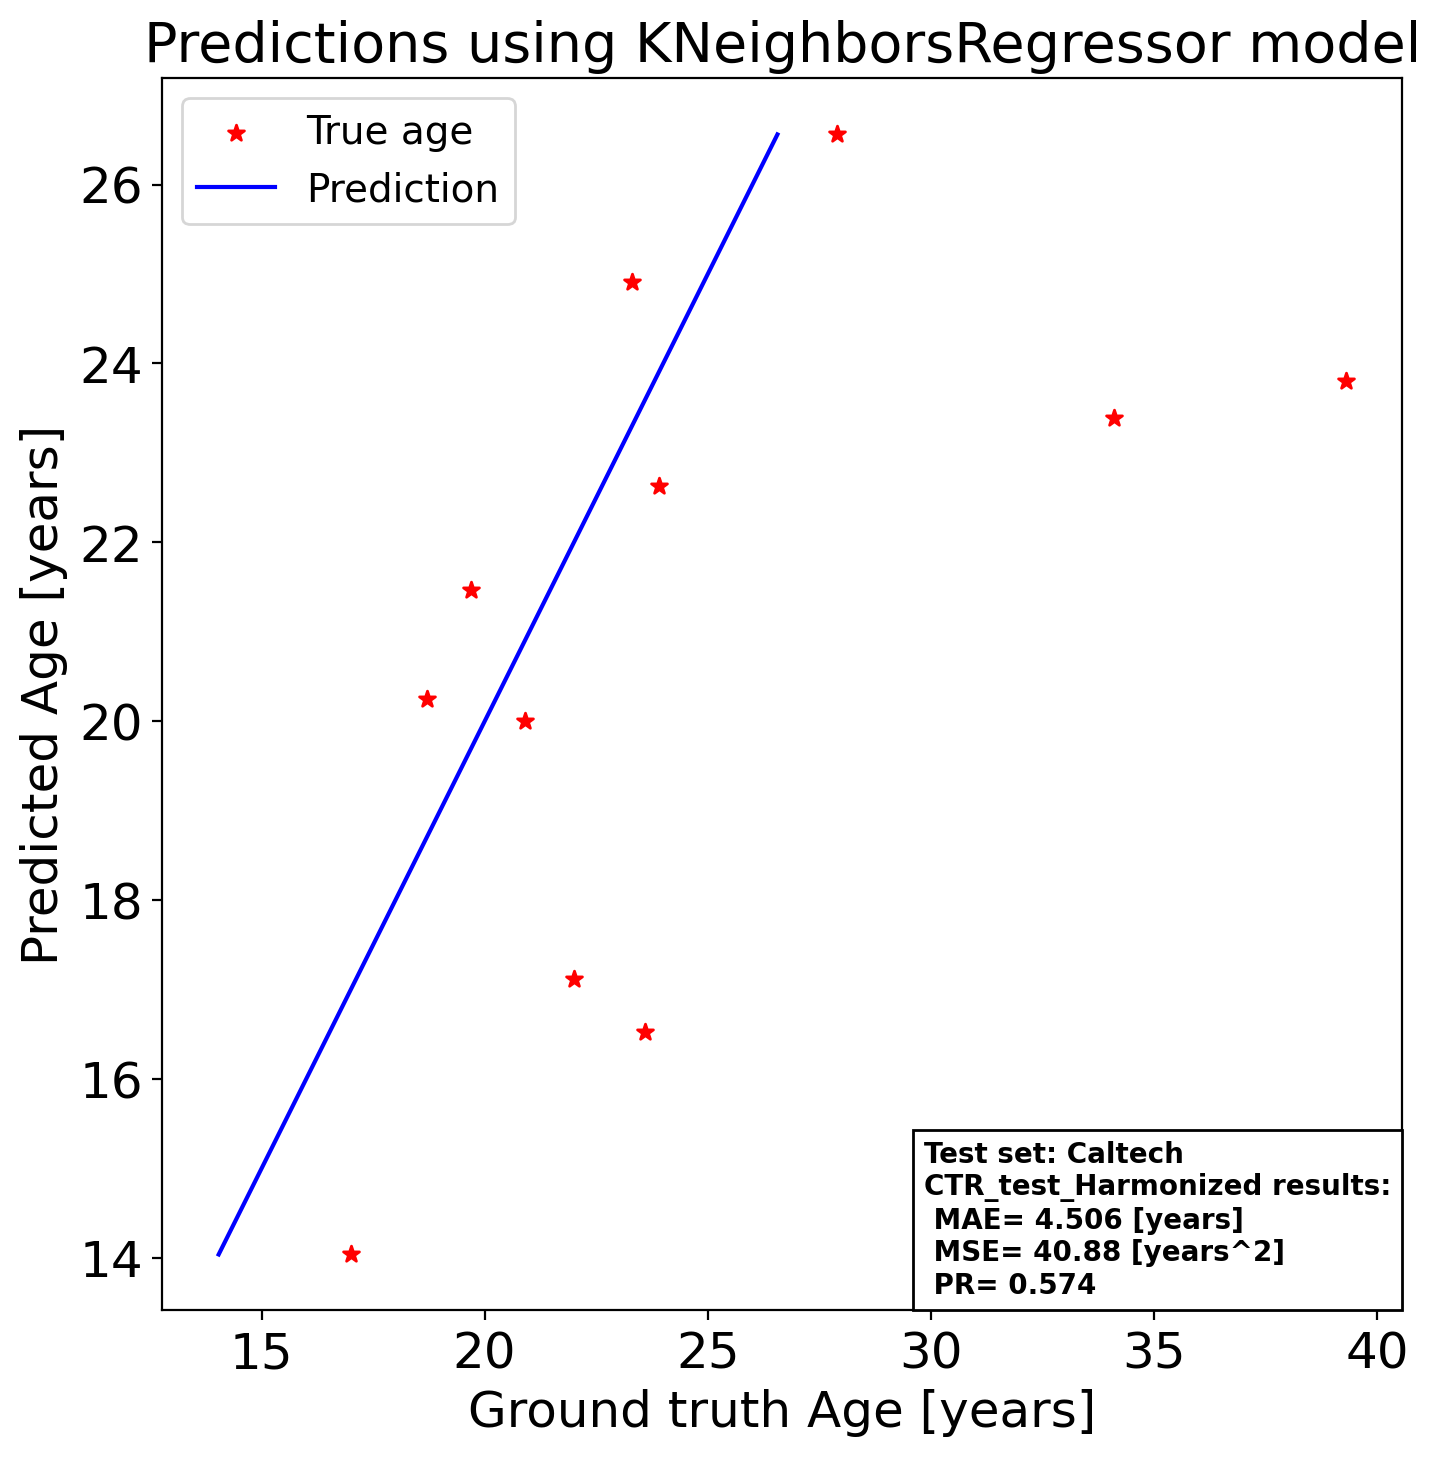 Predictions using KNeighborsRegressor model
True age
Prediction
26
24
22
20
18
16
14
Predicted Age [years]
15
20
25
30
35
40
Ground truth Age [years]
Test set: Caltech
CTR_test_Harmonized results:
MAE= 4.506 [years]
MSE= 40.88 [years^2]
PR= 0.574